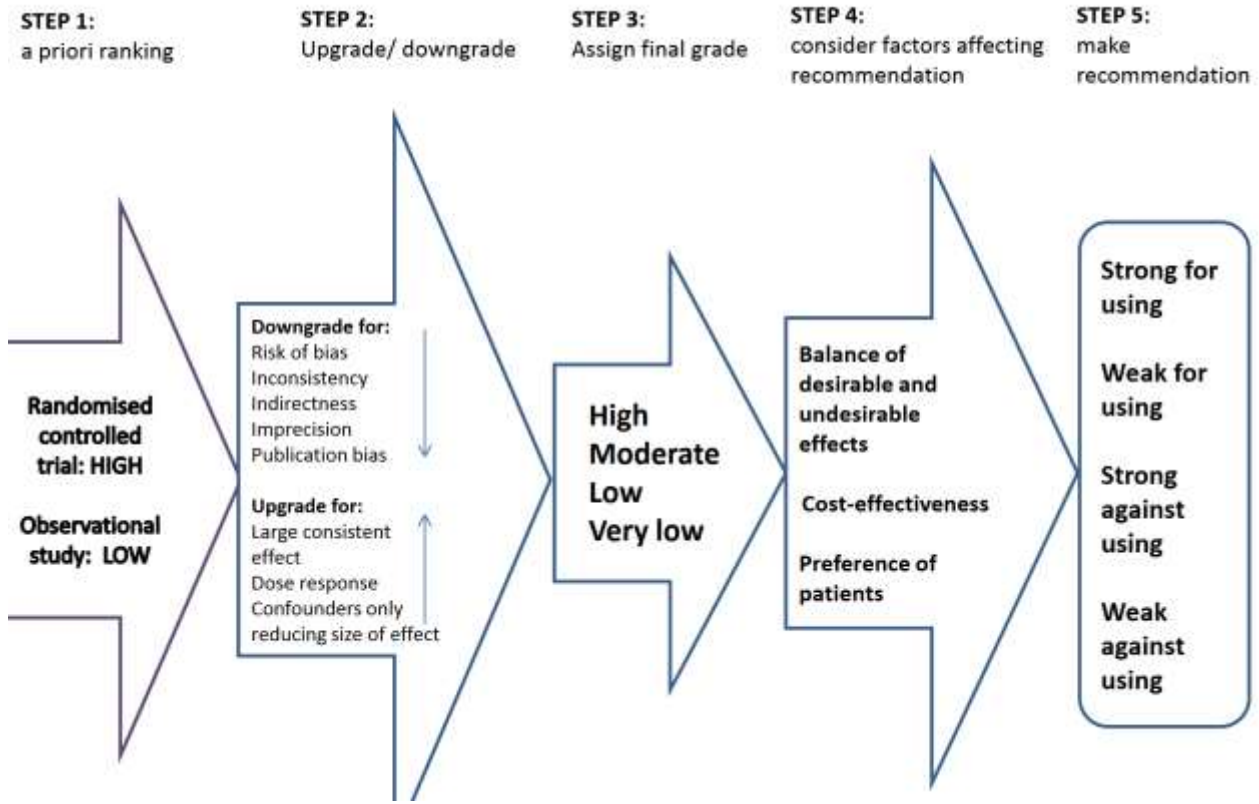 STEP 1:
a priori ranking
STEP 2:
Upgrade/ downgrade
STEP 3:
Assign final grade
STEP 4:
consider factors affecting
recommendation
STEP 5:
make
recommendation
Randomised
controlled
trial: HIGH
Observational
study: LOW
Downgrade for:
Risk of bias
Inconsistency
Indirectness
Imprecision
Publication bias
Upgrade for:
Large consistent
effect
Dose response
Confounders only
reducing size of effect
High
Moderate
Low
Very low
Balance of
desirable and
undesirable
effects
Cost-effectiveness
Preference of
patients
Strong for
using
Weak for
using
Strong
against
using
Weak
against
using